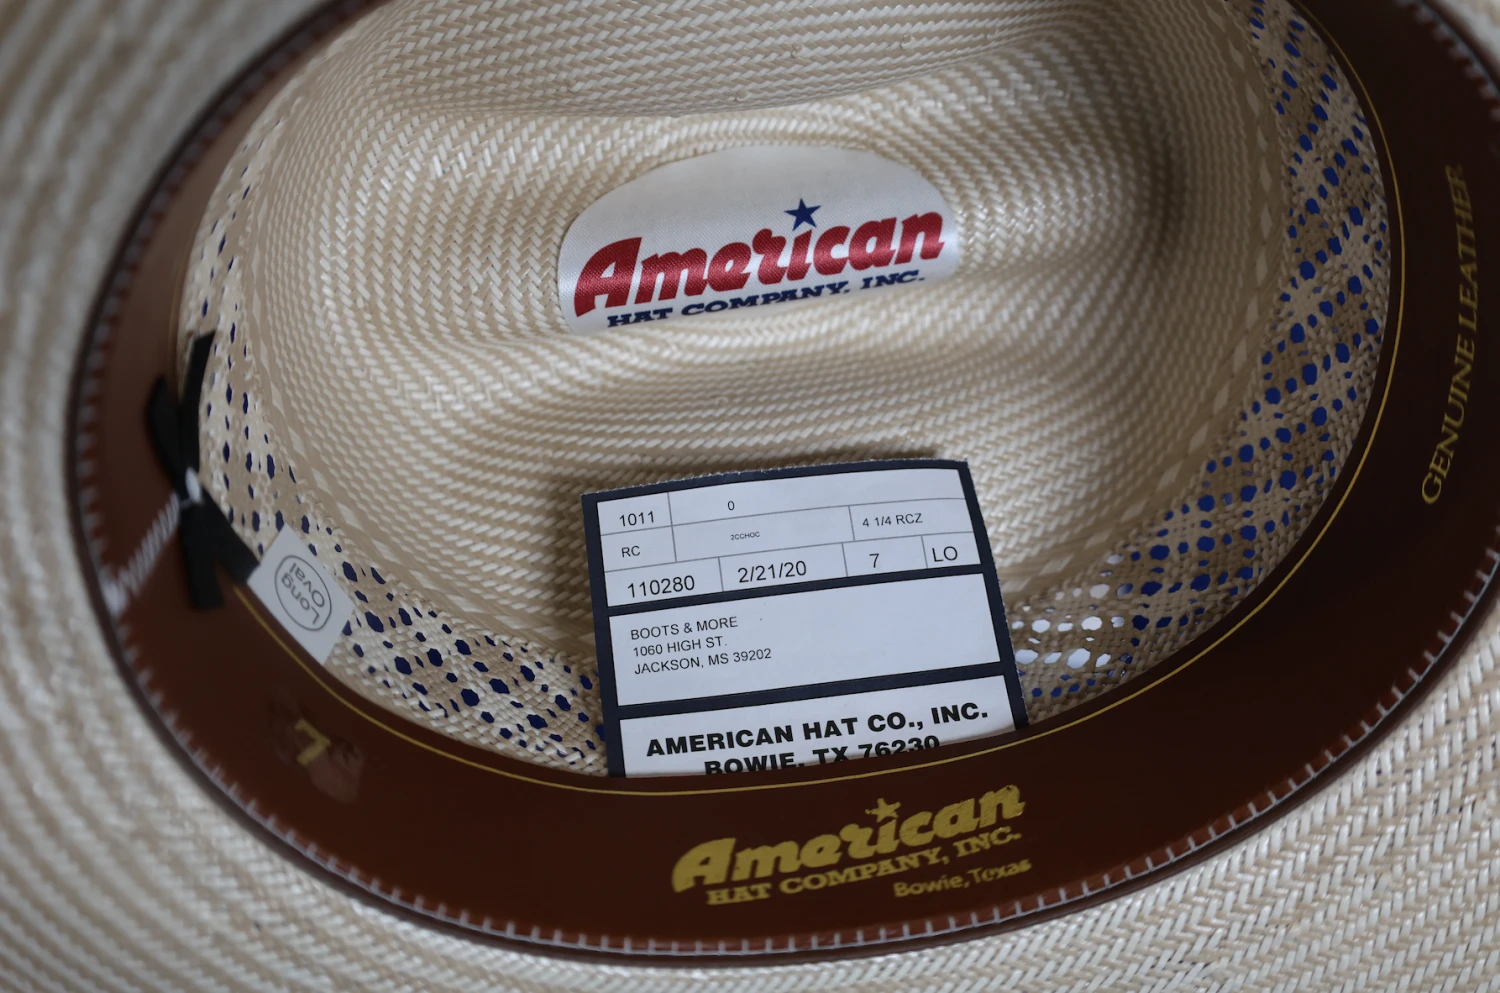 American
HAT COMPANY, INC.
1011 0
RC 2CCHOC 4 1/4 RCZ
110280 2/21/20 7 LO
BOOTS & MORE
1060 HIGH ST.
JACKSON, MS 39202
AMERICAN HAT CO., INC.
BOWIE, TX 76230
Long
Oval
7
American
HAT COMPANY, INC.
Bowie, Texas
GENUINE LEATHER